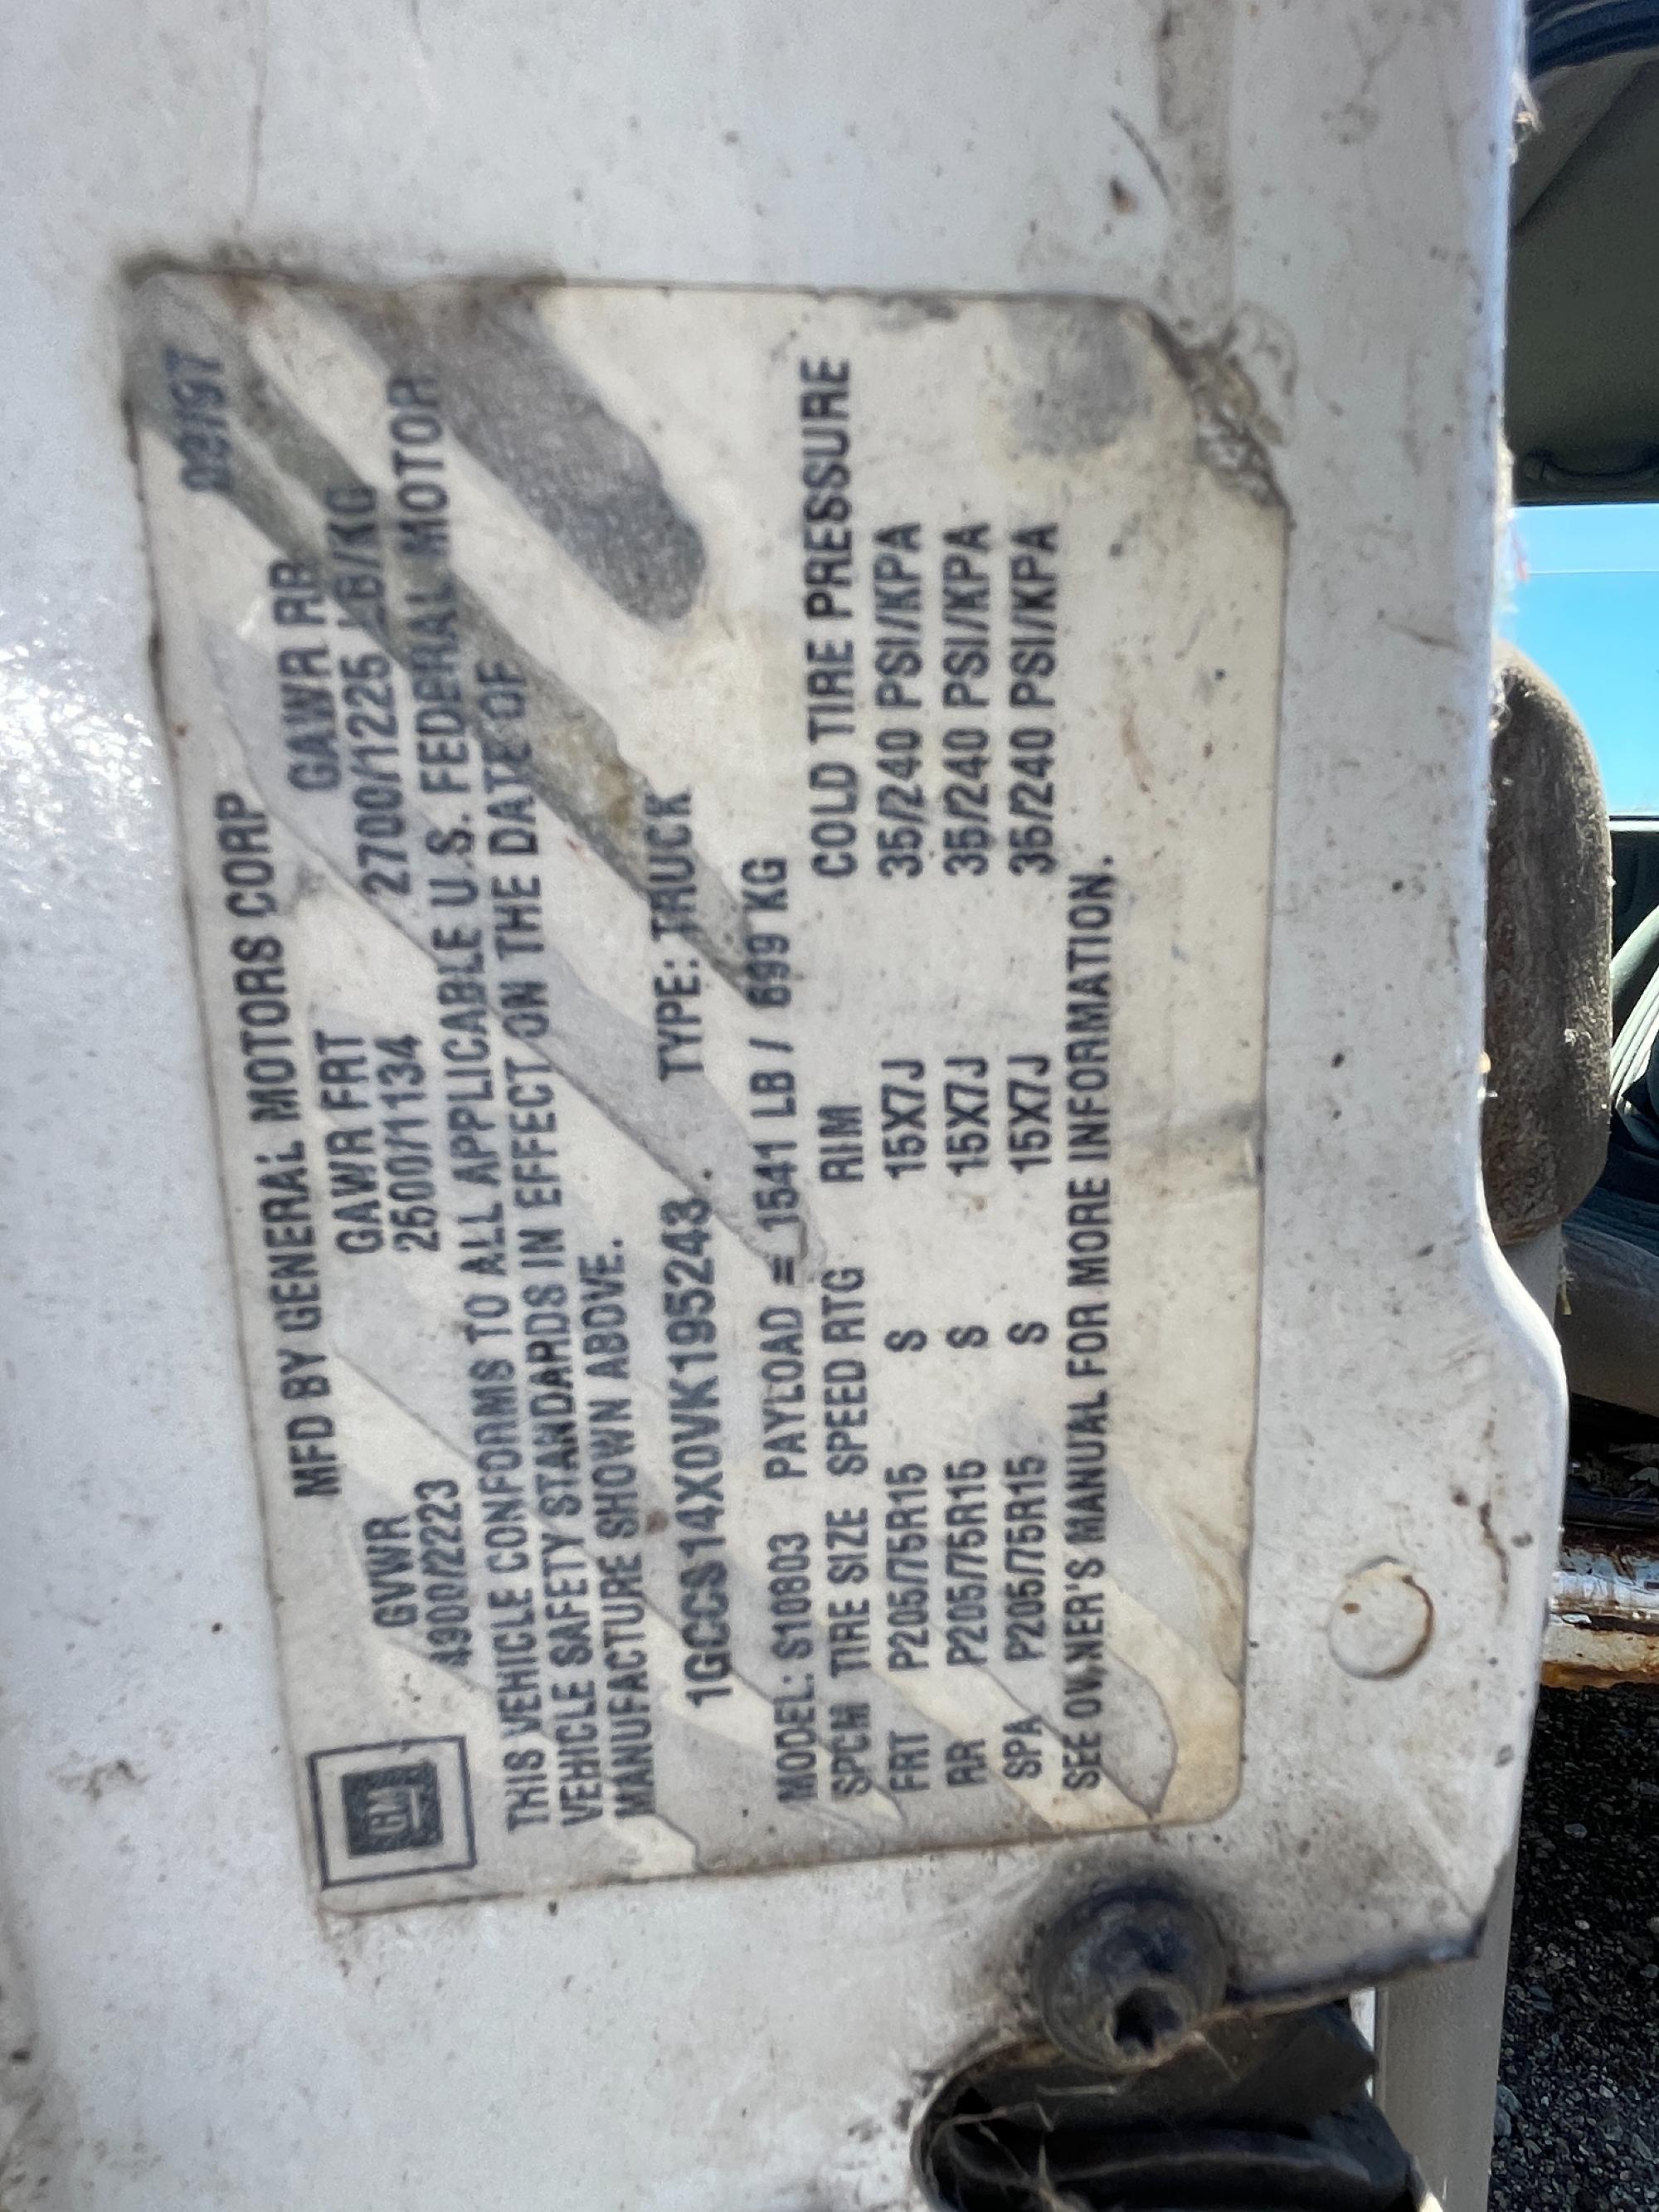 GM
MFD BY GENERAL MOTORS CORP
GVWR GAWR FRT GAWR RR
4900/2223 2500/1134 2700/1225 LB/KG
THIS VEHICLE CONFORMS TO ALL APPLICABLE U.S. FEDERAL MOTOR
VEHICLE SAFETY STANDARDS IN EFFECT ON THE DATE OF
MANUFACTURE SHOWN ABOVE.
1GCCS14X0VK195243 TYPE: TRUCK
MODEL: S10803 PAYLOAD = 1541 LB / 699 KG
SPCM TIRE SIZE SPEED RTG RIM COLD TIRE PRESSURE
FRT P205/75R15 S 15X7J 35/240 PSI/KPA
RR P205/75R15 S 15X7J 35/240 PSI/KPA
SPA P205/75R15 S 15X7J 35/240 PSI/KPA
SEE OWNER'S MANUAL FOR MORE INFORMATION.